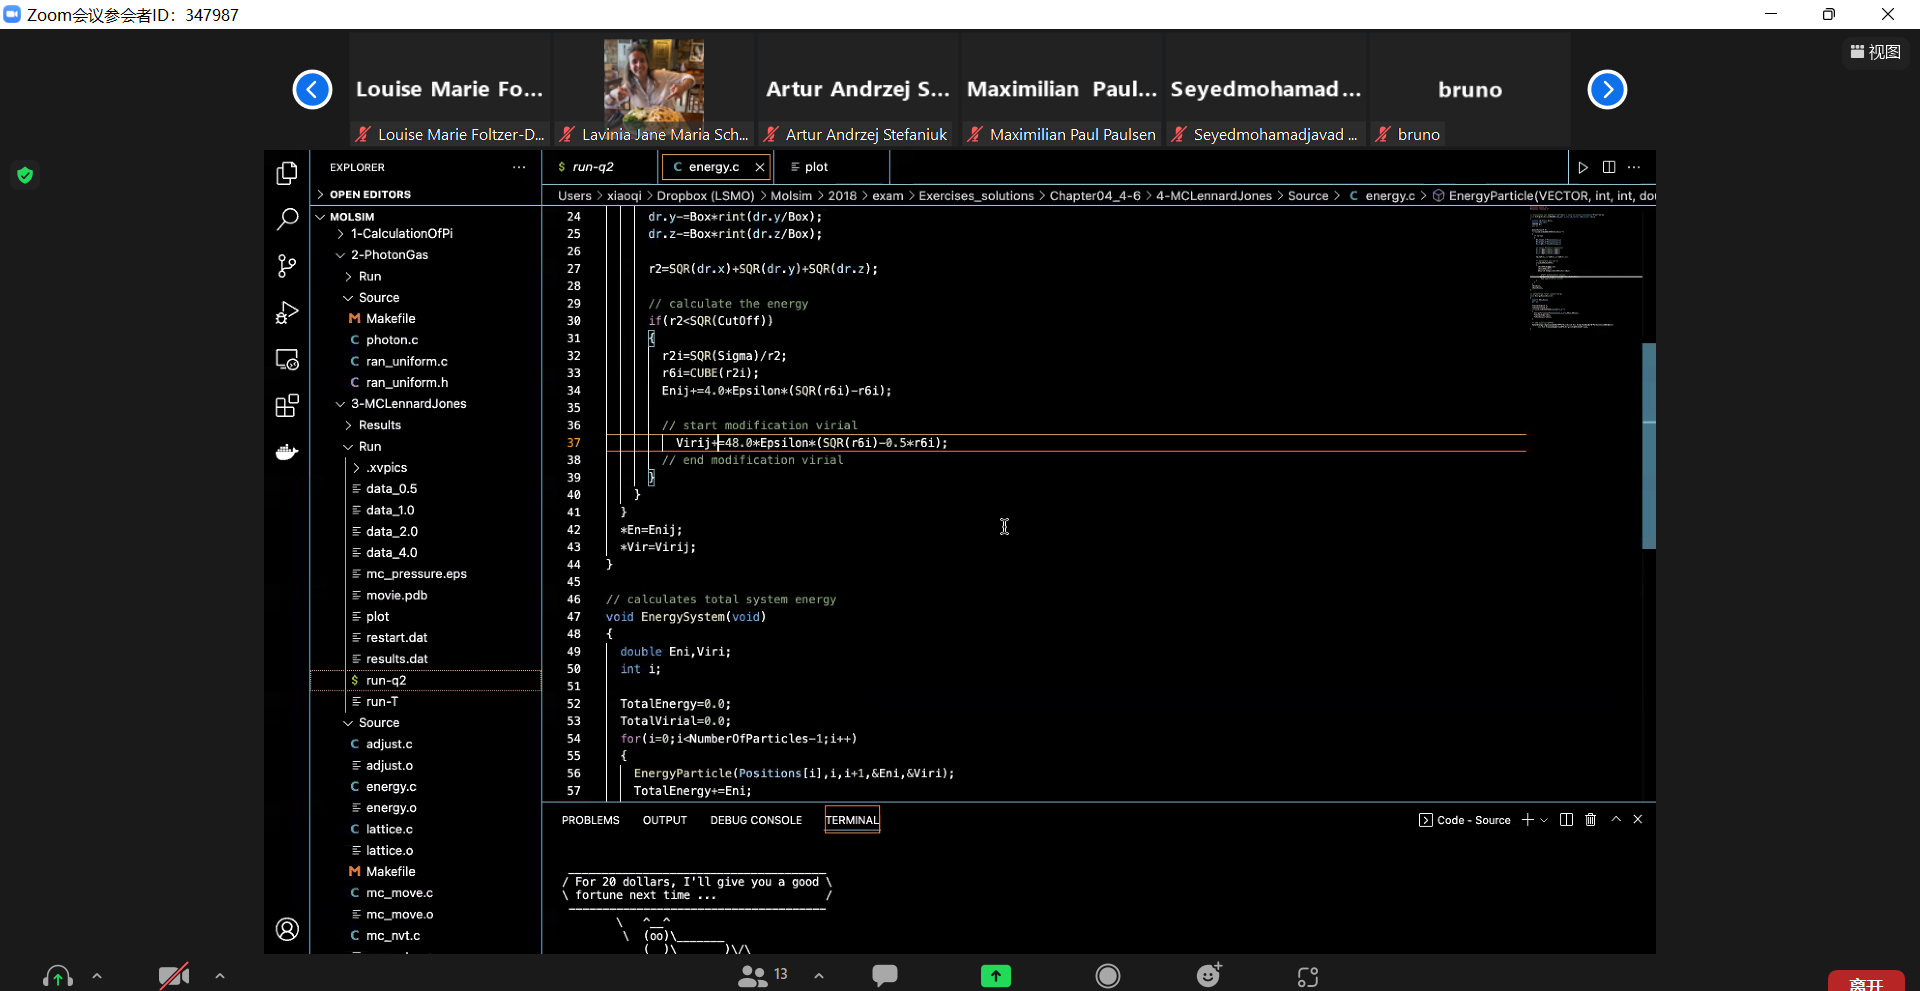 Zoom会议参会者ID：347987
视图
Louise Marie Fo...
Artur Andrzej S...
Maximilian Paul...
Seyedmohamad...
bruno
Louise Marie Foltzer-D...
Lavinia Jane Maria Sch...
Artur Andrzej Stefaniuk
Maximilian Paul Paulsen
Seyedmohamadjavad ...
bruno
EXPLORER
OPEN EDITORS
MOLSIM
1-CalculationOfPi
2-PhotonGas
Run
Source
M Makefile
C photon.c
C ran_uniform.c
C ran_uniform.h
3-MCLennardJones
Results
Run
.xvpics
data_0.5
data_1.0
data_2.0
data_4.0
mc_pressure.eps
movie.pdb
plot
restart.dat
results.dat
$ run-q2
run-T
Source
C adjust.c
adjust.o
C energy.c
energy.o
C lattice.c
lattice.o
M Makefile
C mc_move.c
mc_move.o
C mc_nvt.c
$ run-q2
C energy.c
plot
Users > xiaoqi > Dropbox (LSMO) > Molsim > 2018 > exam > Exercises_solutions > Chapter04_4-6 > 4-MCLennardJones > Source > C energy.c > EnergyParticle(VECTOR, int, int, dou
24 dr.y-=Box*rint(dr.y/Box);
25 dr.z-=Box*rint(dr.z/Box);
26
27 r2=SQR(dr.x)+SQR(dr.y)+SQR(dr.z);
28
29 // calculate the energy
30 if(r2<SQR(CutOff))
31 {
32 r2i=SQR(Sigma)/r2;
33 r6i=CUBE(r2i);
34 Enij+=4.0*Epsilon*(SQR(r6i)-r6i);
35
36 // start modification virial
37 Virij+=48.0*Epsilon*(SQR(r6i)-0.5*r6i);
38 // end modification virial
39 }
40 }
41 }
42 *En=Enij;
43 *Vir=Virij;
44 }
45
46 // calculates total system energy
47 void EnergySystem(void)
48 {
49 double Eni,Viri;
50 int i;
51
52 TotalEnergy=0.0;
53 TotalVirial=0.0;
54 for(i=0;i<NumberOfParticles-1;i++)
55 {
56 EnergyParticle(Positions[i],i,i+1,&Eni,&Viri);
57 TotalEnergy+=Eni;
PROBLEMS OUTPUT DEBUG CONSOLE TERMINAL
Code - Source
/ For 20 dollars, I'll give you a good \
\ fortune next time ... /
\ ^__^
\ (oo)\_______
(__)\ )\/\
13
离开